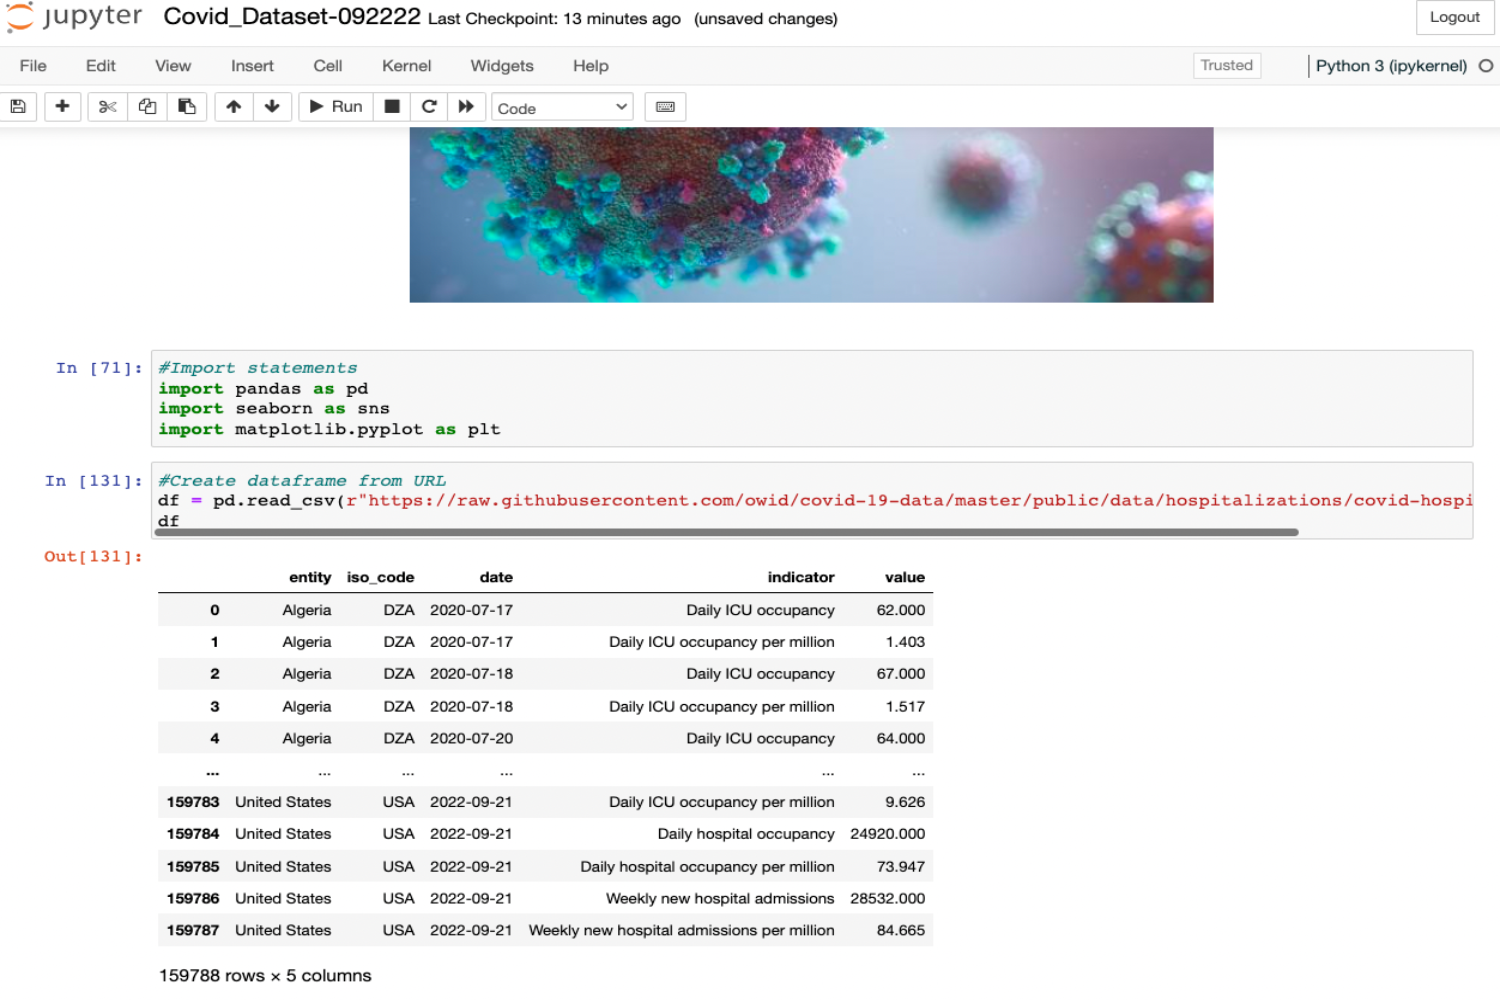 jupyter Covid_Dataset-092222 Last Checkpoint: 13 minutes ago (unsaved changes)
Logout
File Edit View Insert Cell Kernel Widgets Help
Trusted
Python 3 (ipykernel)
Run
Code
In [71]:
#Import statements
import pandas as pd
import seaborn as sns
import matplotlib.pyplot as plt
In [131]:
#Create dataframe from URL
df = pd.read_csv(r"https://raw.githubusercontent.com/owid/covid-19-data/master/public/data/hospitalizations/covid-hospi
df
Out[131]:
entity iso_code date indicator value
0 Algeria DZA 2020-07-17 Daily ICU occupancy 62.000
1 Algeria DZA 2020-07-17 Daily ICU occupancy per million 1.403
2 Algeria DZA 2020-07-18 Daily ICU occupancy 67.000
3 Algeria DZA 2020-07-18 Daily ICU occupancy per million 1.517
4 Algeria DZA 2020-07-20 Daily ICU occupancy 64.000
... ... ... ... ... ...
159783 United States USA 2022-09-21 Daily ICU occupancy per million 9.626
159784 United States USA 2022-09-21 Daily hospital occupancy 24920.000
159785 United States USA 2022-09-21 Daily hospital occupancy per million 73.947
159786 United States USA 2022-09-21 Weekly new hospital admissions 28532.000
159787 United States USA 2022-09-21 Weekly new hospital admissions per million 84.665
159788 rows × 5 columns